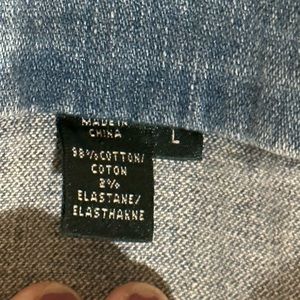 MADE IN
CHINA
L
98%COTTON/
COTON
2%
ELASTANE/
ELASTHANNE